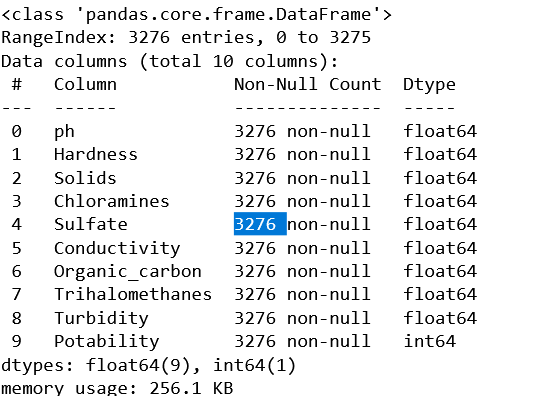 <class 'pandas.core.frame.DataFrame'>
RangeIndex: 3276 entries, 0 to 3275
Data columns (total 10 columns):
 #   Column           Non-Null Count  Dtype
---  ------           --------------  -----
 0   ph               3276 non-null   float64
 1   Hardness         3276 non-null   float64
 2   Solids           3276 non-null   float64
 3   Chloramines      3276 non-null   float64
 4   Sulfate          3276 non-null   float64
 5   Conductivity     3276 non-null   float64
 6   Organic_carbon   3276 non-null   float64
 7   Trihalomethanes  3276 non-null   float64
 8   Turbidity        3276 non-null   float64
 9   Potability       3276 non-null   int64
dtypes: float64(9), int64(1)
memory usage: 256.1 KB